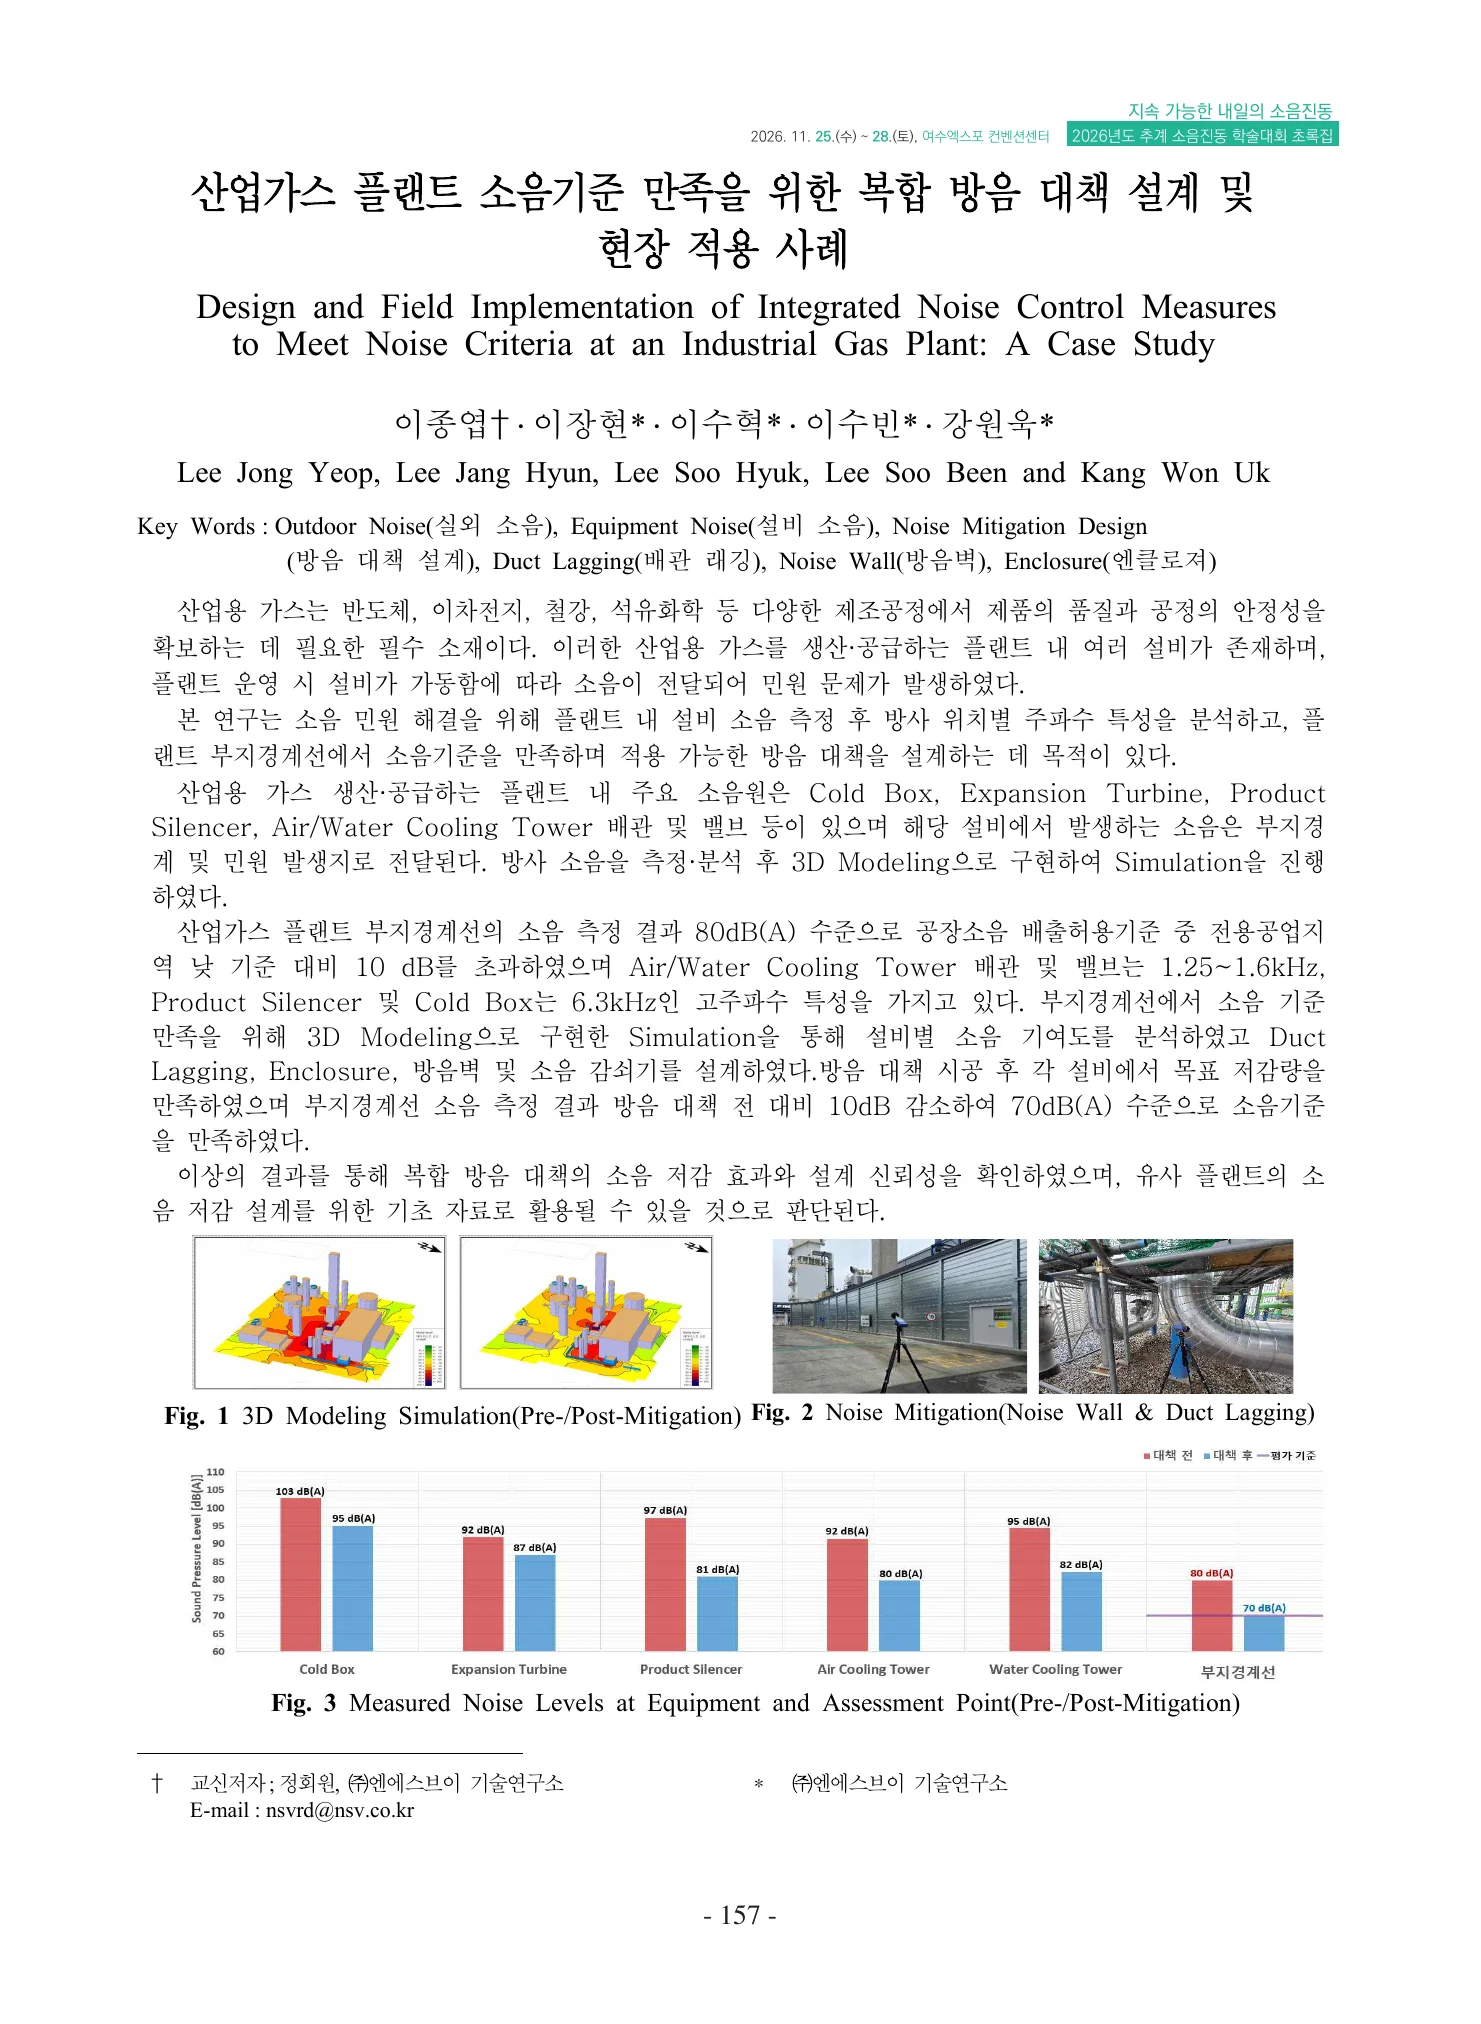 지속 가능한 내일의 소음진동
2026. 11. 25.(수) ~ 28.(토), 여수엑스포 컨벤션센터 2026년도 추계 소음진동 학술대회 초록집
산업가스 플랜트 소음기준 만족을 위한 복합 방음 대책 설계 및
현장 적용 사례
Design and Field Implementation of Integrated Noise Control Measures
to Meet Noise Criteria at an Industrial Gas Plant: A Case Study
이종엽† · 이장현* · 이수혁* · 이수빈* · 강원욱*
Lee Jong Yeop, Lee Jang Hyun, Lee Soo Hyuk, Lee Soo Been and Kang Won Uk
Key Words : Outdoor Noise(실외 소음), Equipment Noise(설비 소음), Noise Mitigation Design
(방음 대책 설계), Duct Lagging(배관 래깅), Noise Wall(방음벽), Enclosure(엔클로져)
산업용 가스는 반도체, 이차전지, 철강, 석유화학 등 다양한 제조공정에서 제품의 품질과 공정의 안정성을
확보하는 데 필요한 필수 소재이다. 이러한 산업용 가스를 생산·공급하는 플랜트 내 여러 설비가 존재하며,
플랜트 운영 시 설비가 가동함에 따라 소음이 전달되어 민원 문제가 발생하였다.
본 연구는 소음 민원 해결을 위해 플랜트 내 설비 소음 측정 후 방사 위치별 주파수 특성을 분석하고, 플
랜트 부지경계선에서 소음기준을 만족하며 적용 가능한 방음 대책을 설계하는 데 목적이 있다.
산업용 가스 생산·공급하는 플랜트 내 주요 소음원은 Cold Box, Expansion Turbine, Product
Silencer, Air/Water Cooling Tower 배관 및 밸브 등이 있으며 해당 설비에서 발생하는 소음은 부지경
계 및 민원 발생지로 전달된다. 방사 소음을 측정·분석 후 3D Modeling으로 구현하여 Simulation을 진행
하였다.
산업가스 플랜트 부지경계선의 소음 측정 결과 80dB(A) 수준으로 공장소음 배출허용기준 중 전용공업지
역 낮 기준 대비 10 dB를 초과하였으며 Air/Water Cooling Tower 배관 및 밸브는 1.25~1.6kHz,
Product Silencer 및 Cold Box는 6.3kHz인 고주파수 특성을 가지고 있다. 부지경계선에서 소음 기준
만족을 위해 3D Modeling으로 구현한 Simulation을 통해 설비별 소음 기여도를 분석하였고 Duct
Lagging, Enclosure, 방음벽 및 소음 감쇠기를 설계하였다.방음 대책 시공 후 각 설비에서 목표 저감량을
만족하였으며 부지경계선 소음 측정 결과 방음 대책 전 대비 10dB 감소하여 70dB(A) 수준으로 소음기준
을 만족하였다.
이상의 결과를 통해 복합 방음 대책의 소음 저감 효과와 설계 신뢰성을 확인하였으며, 유사 플랜트의 소
음 저감 설계를 위한 기초 자료로 활용될 수 있을 것으로 판단된다.
Fig. 1 3D Modeling Simulation(Pre-/Post-Mitigation)
Fig. 2 Noise Mitigation(Noise Wall & Duct Lagging)
대책 전 대책 후 평가 기준
Sound Pressure Level [dB(A)]
110
105
100
95
90
85
80
75
70
65
60
103 dB(A)
95 dB(A)
92 dB(A)
87 dB(A)
97 dB(A)
81 dB(A)
92 dB(A)
80 dB(A)
95 dB(A)
82 dB(A)
80 dB(A)
70 dB(A)
Cold Box Expansion Turbine Product Silencer Air Cooling Tower Water Cooling Tower 부지경계선
Fig. 3 Measured Noise Levels at Equipment and Assessment Point(Pre-/Post-Mitigation)
† 교신저자; 정회원, ㈜엔에스브이 기술연구소
E-mail : nsvrd@nsv.co.kr
* ㈜엔에스브이 기술연구소
- 157 -